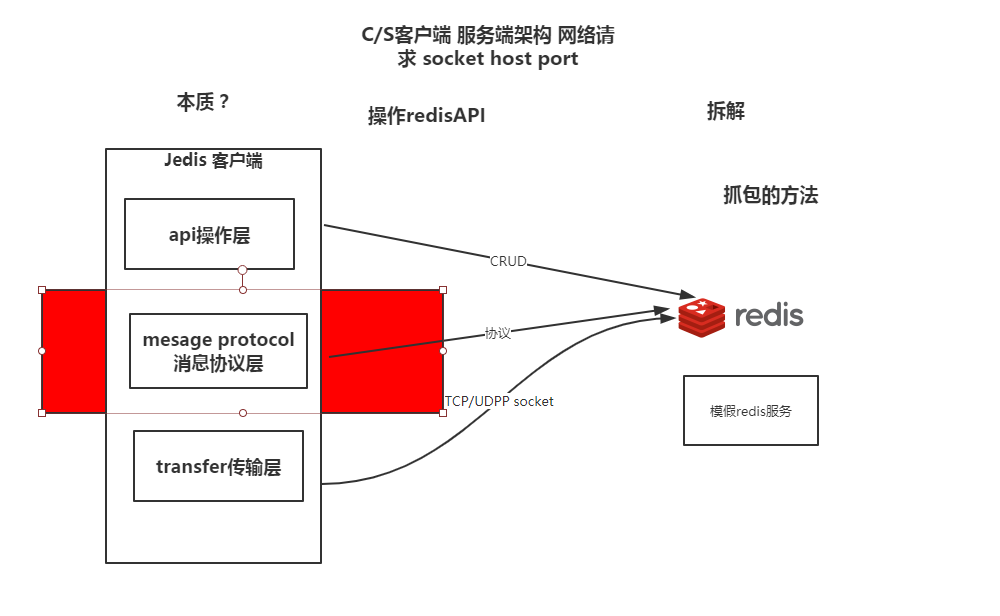 C/S客户端 服务端架构 网络请
求 socket host port
本质？
操作redisAPI
拆解
Jedis 客户端
抓包的方法
api操作层
CRUD
mesage protocol
消息协议层
协议
redis
TCP/UDPP socket
模假redis服务
transfer传输层